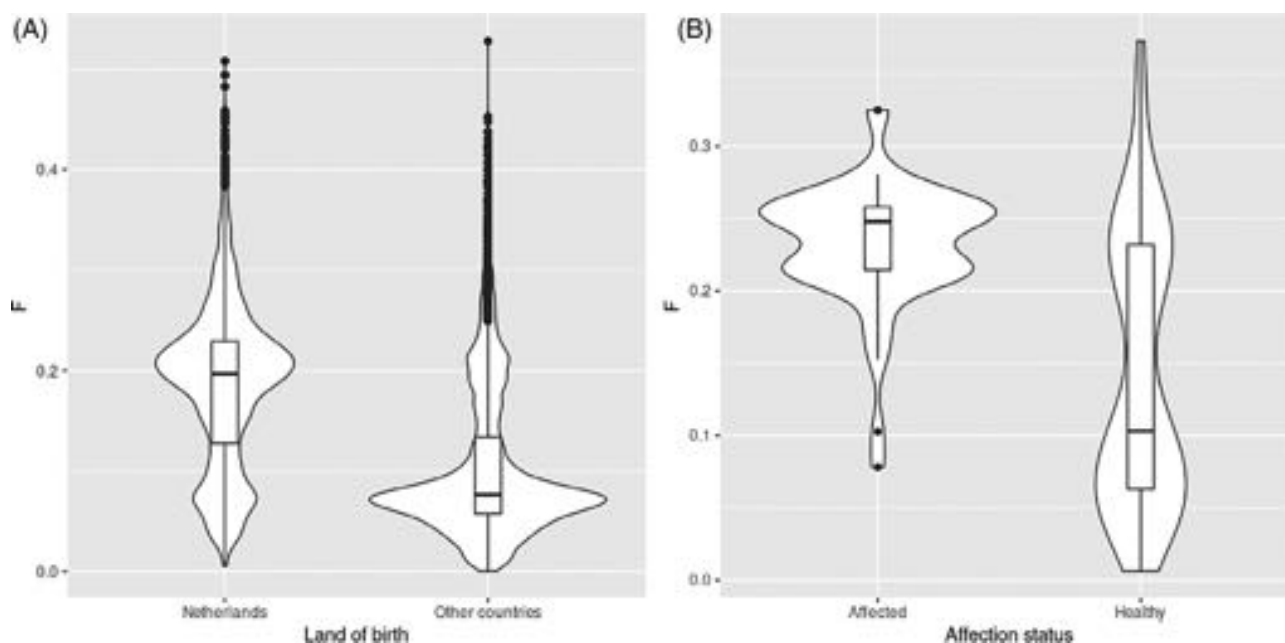 (A)
F
0.4
0.2
0.0
Netherlands Other countries
Land of birth
(B)
F
0.3
0.2
0.1
0.0
Affected Healthy
Affection status